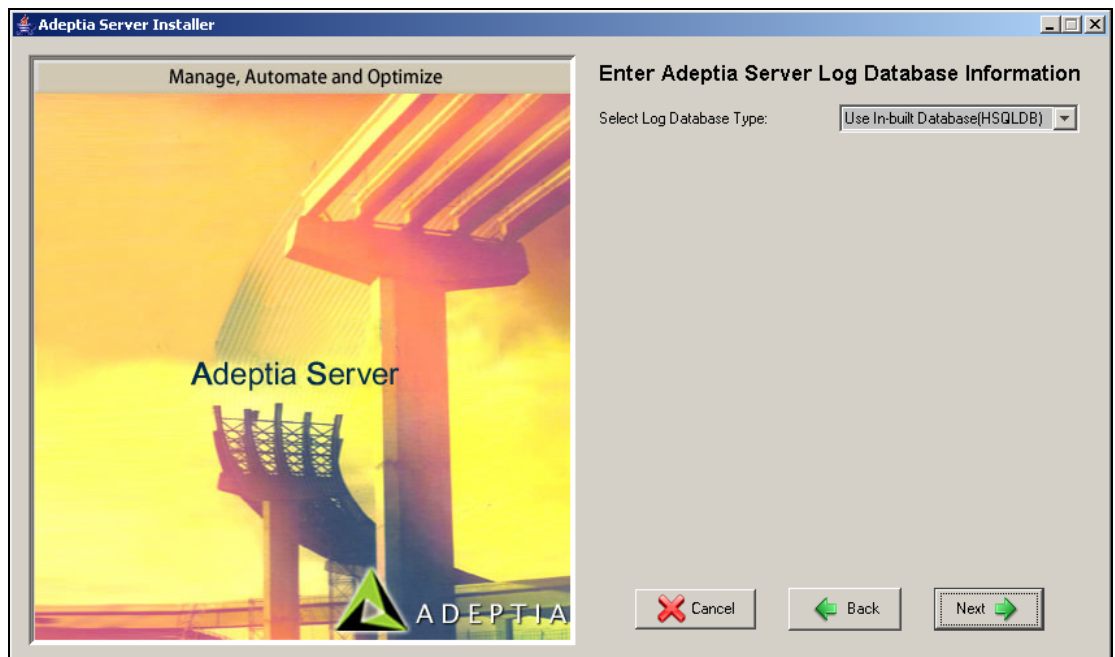 Adeptia Server Installer
Manage, Automate and Optimize
Adeptia Server
ADEPTIA
Enter Adeptia Server Log Database Information
Select Log Database Type: Use In-built Database(HSQLDB)
Cancel Back Next